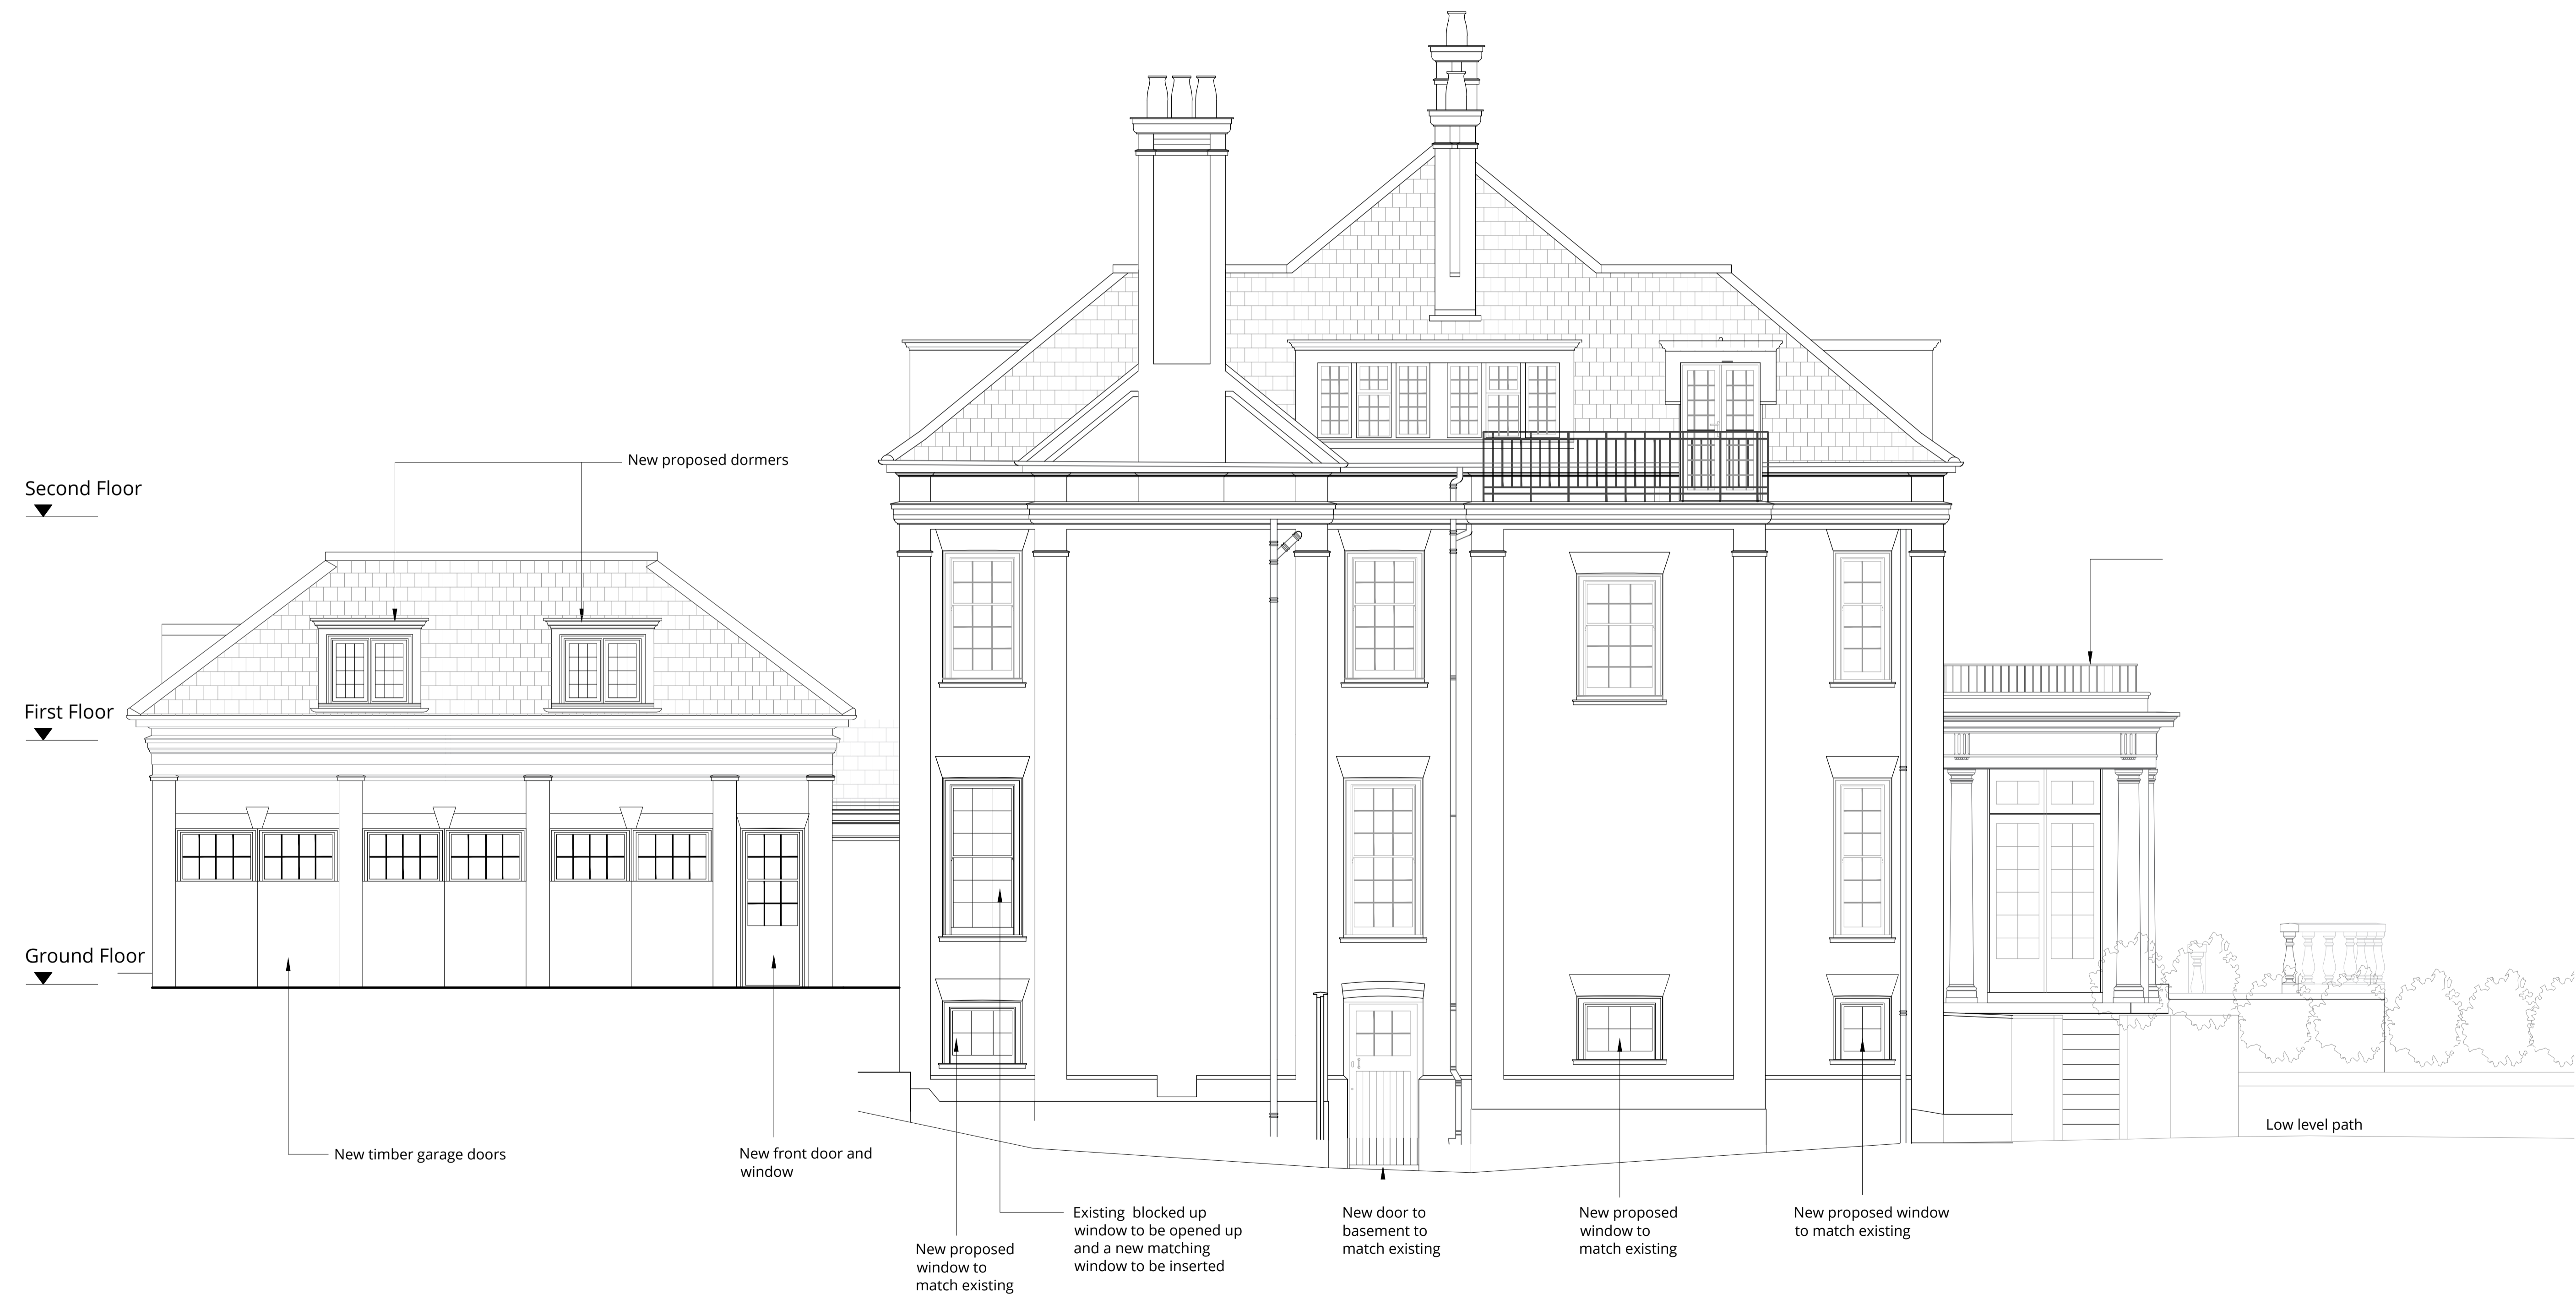 New proposed dormers
Second Floor
First Floor
Ground Floor
Low level path
New timber garage doors
New front door and
window
Existing blocked up
window to be opened up
and a new matching
window to be inserted
New door to
basement to
match existing
New proposed
window to
match existing
New proposed window
to match existing
New proposed
window to
match existing